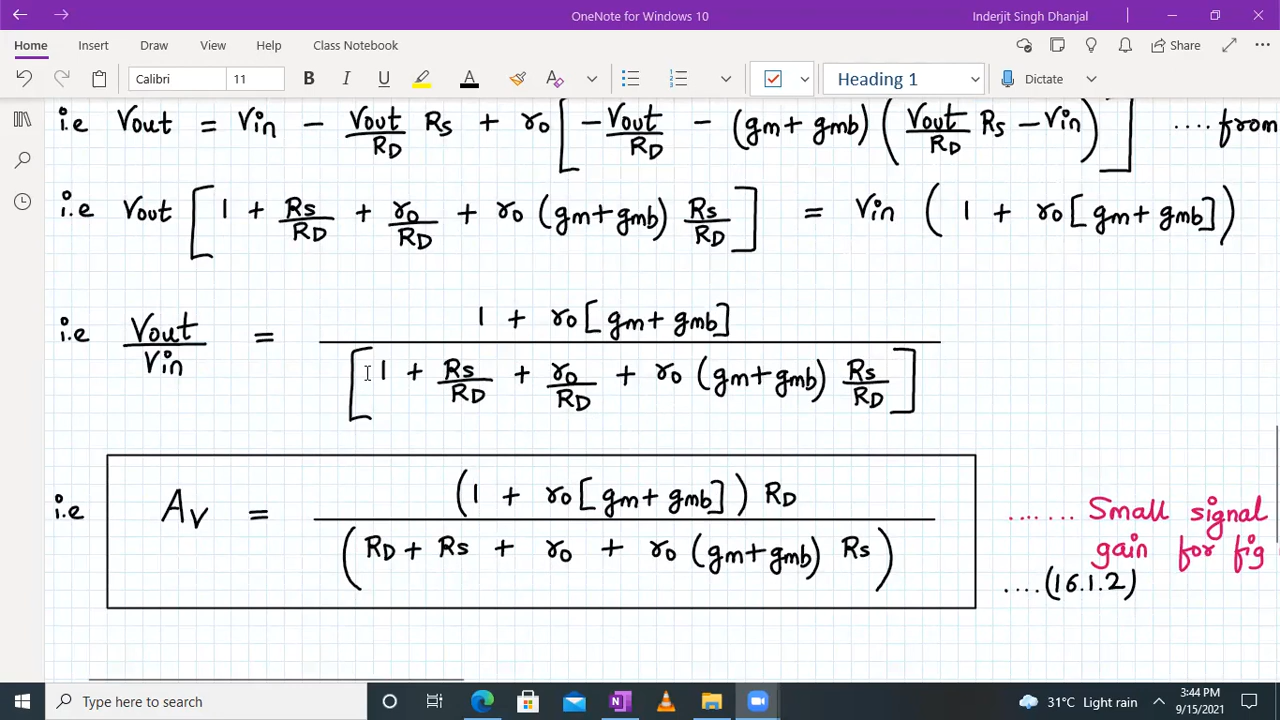 OneNote for Windows 10
Inderjit Singh Dhanjal
Home Insert Draw View Help Class Notebook Share
Calibri 11 B I U A A Heading 1 Dictate
i.e Vout = Vin - Vout/RD Rs + ro [ -Vout/RD - (gm + gmb) ( Vout/RD Rs - Vin ) ] .... from
i.e Vout [ 1 + Rs/RD + ro/RD + ro (gm + gmb) Rs/RD ] = Vin ( 1 + ro [gm + gmb] )
1 + ro [gm + gmb]
i.e Vout/Vin =
[ 1 + Rs/RD + ro/RD + ro (gm + gmb) Rs/RD ]
(1 + ro [gm + gmb]) RD
i.e Av =
(RD + Rs + ro + ro (gm + gmb) Rs)
....... Small signal
gain for fig
....(16.1.2)
Type here to search
31°C Light rain
3:44 PM
9/15/2021